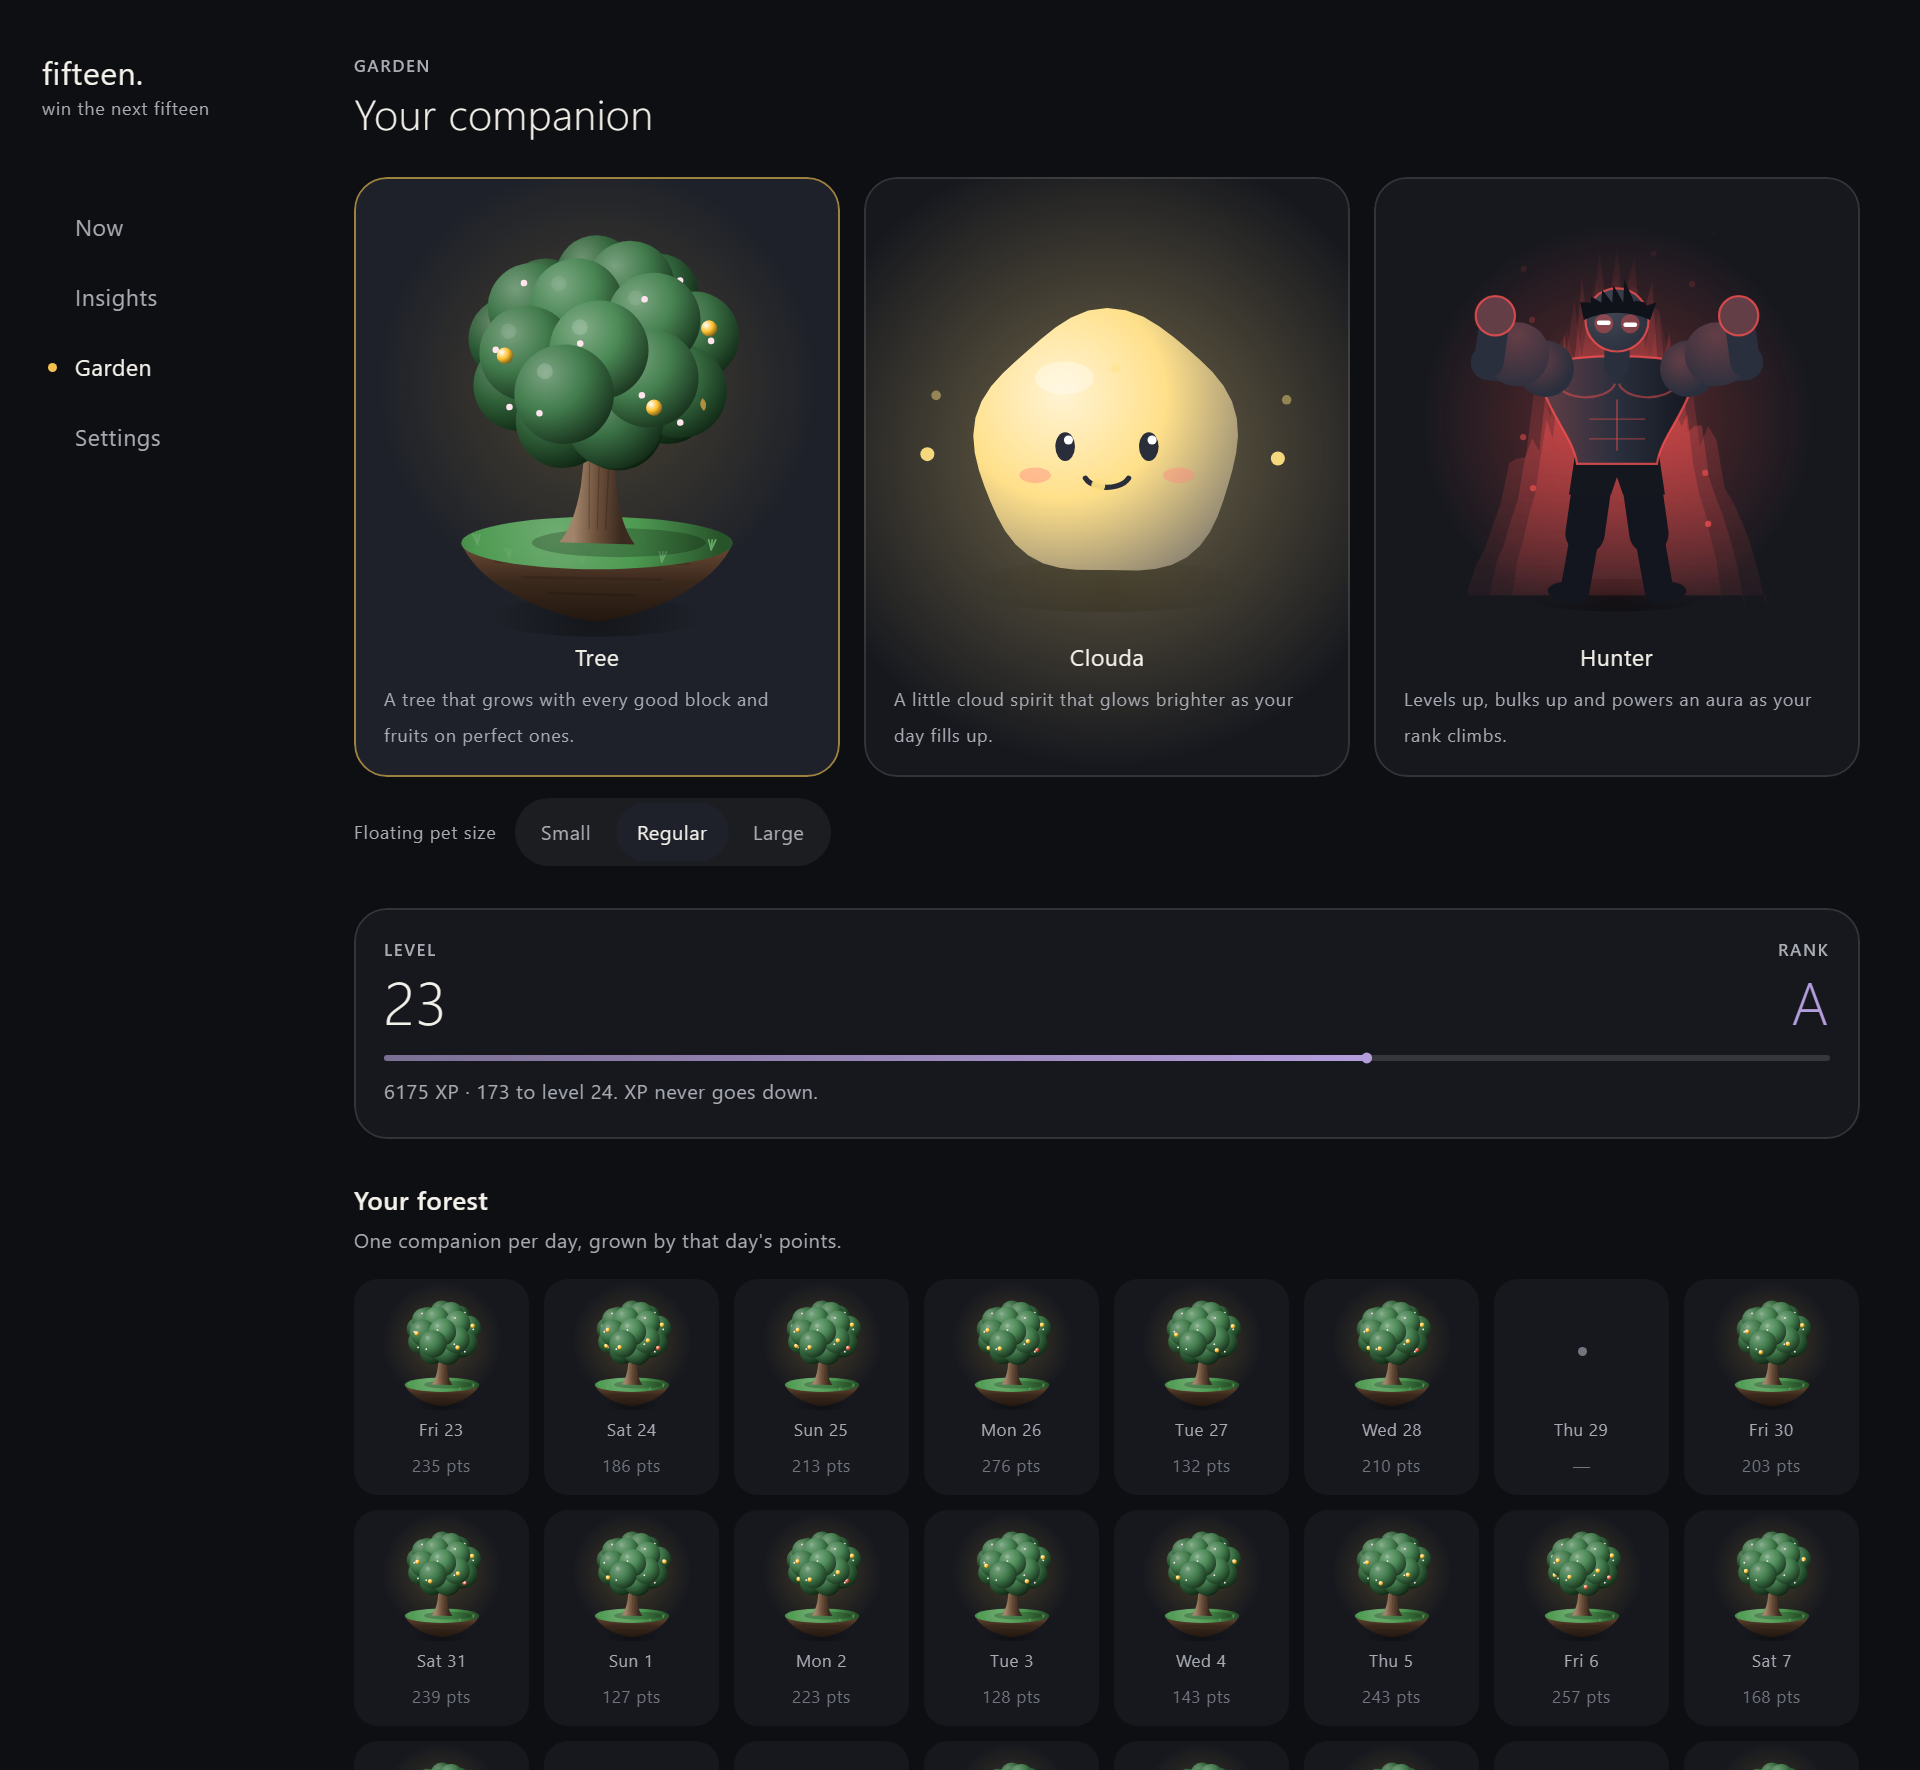 fifteen.
win the next fifteen
Now
Insights
Garden
Settings
GARDEN
Your companion
Tree
A tree that grows with every good block and
fruits on perfect ones.
Clouda
A little cloud spirit that glows brighter as your
day fills up.
Hunter
Levels up, bulks up and powers an aura as your
rank climbs.
Floating pet size
Small
Regular
Large
LEVEL
RANK
23
A
6175 XP · 173 to level 24. XP never goes down.
Your forest
One companion per day, grown by that day's points.
Fri 23
Sat 24
Sun 25
Mon 26
Tue 27
Wed 28
Thu 29
Fri 30
235 pts
186 pts
213 pts
276 pts
132 pts
210 pts
—
203 pts
Sat 31
Sun 1
Mon 2
Tue 3
Wed 4
Thu 5
Fri 6
Sat 7
239 pts
127 pts
223 pts
128 pts
143 pts
243 pts
257 pts
168 pts